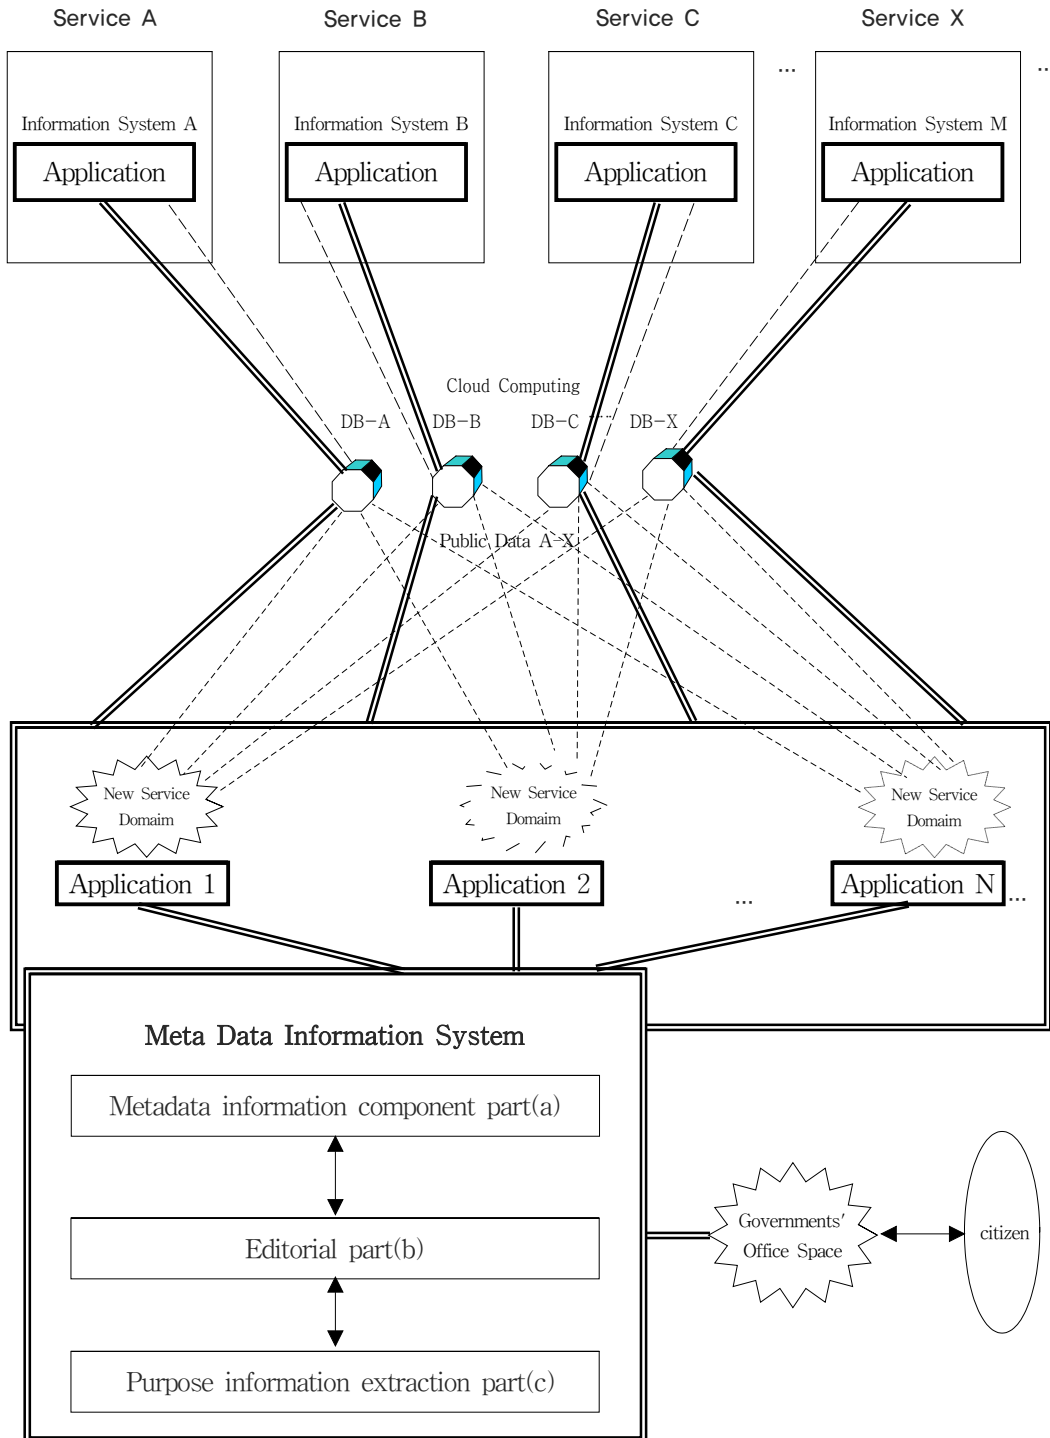 Service A
Service B
Service C
Service X
...
..
Information System A
Information System B
Information System C
Information System M
Application
Application
Application
Application
Cloud Computing
DB-A
DB-B
DB-C
....
DB-X
Public Data A-X
New Service
Domaim
New Service
Domaim
New Service
Domaim
Application 1
Application 2
...
Application N
...
Meta Data Information System
Metadata information component part(a)
Editorial part(b)
Purpose information extraction part(c)
Governments'
Office Space
citizen